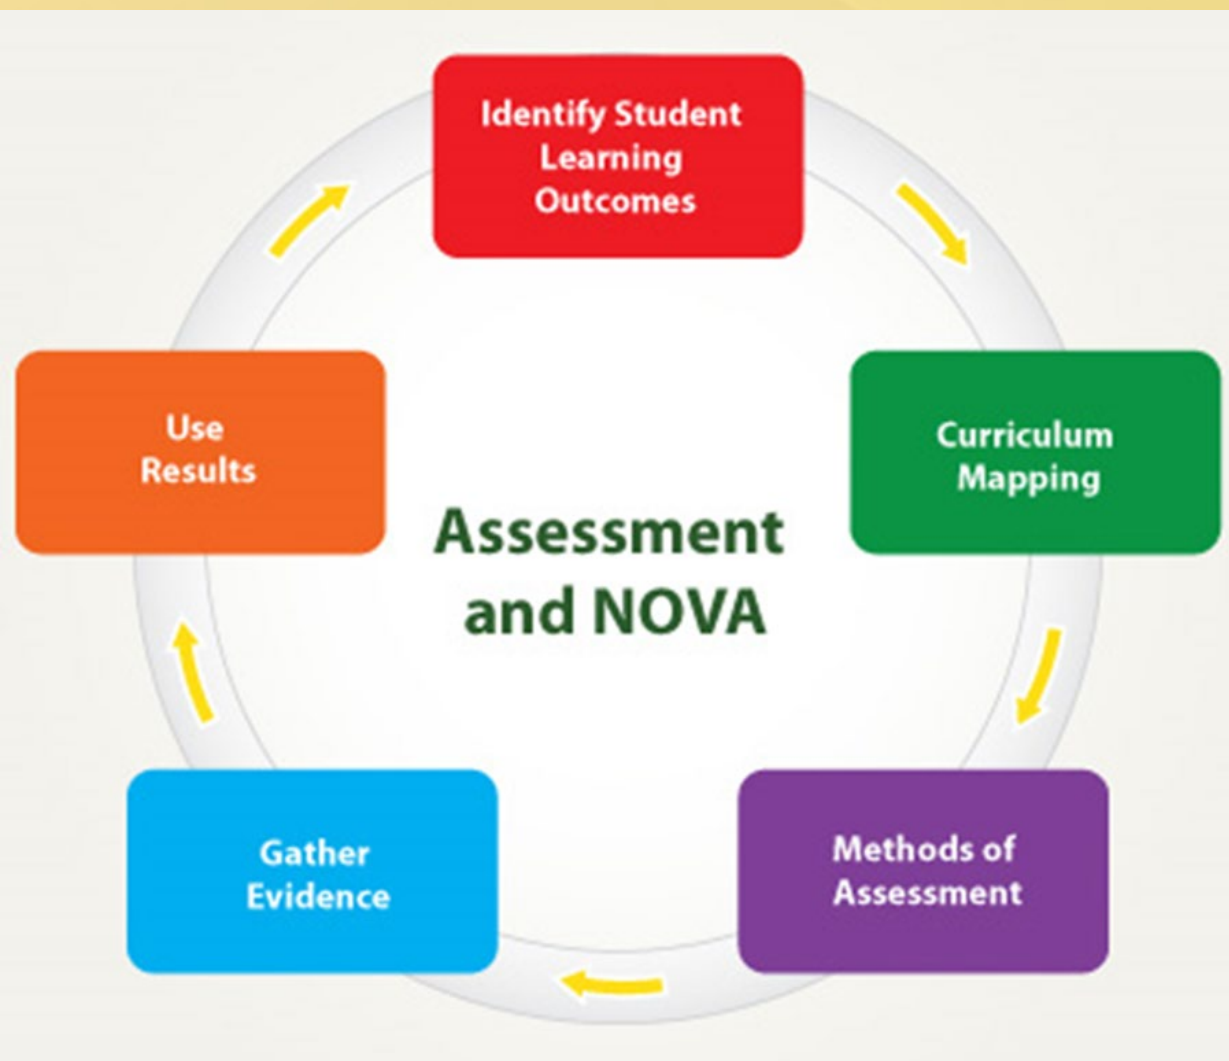 Identify Student
Learning
Outcomes
Curriculum
Mapping
Methods of
Assessment
Gather
Evidence
Use
Results
Assessment
and NOVA